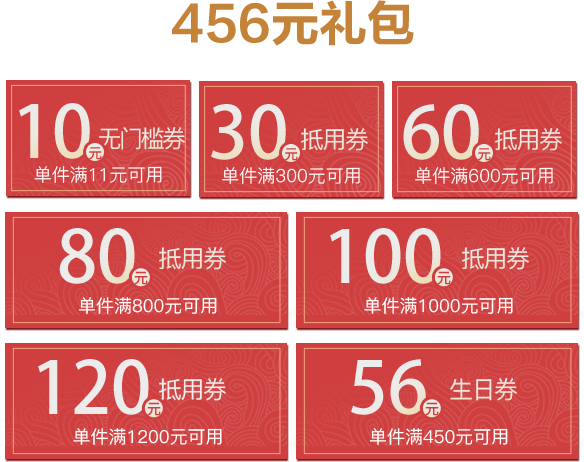 456元礼包
10元无门槛券
单件满11元可用
30元抵用券
单件满300元可用
60元抵用券
单件满600元可用
80元抵用券
单件满800元可用
100元抵用券
单件满1000元可用
120元抵用券
单件满1200元可用
56元生日券
单件满450元可用